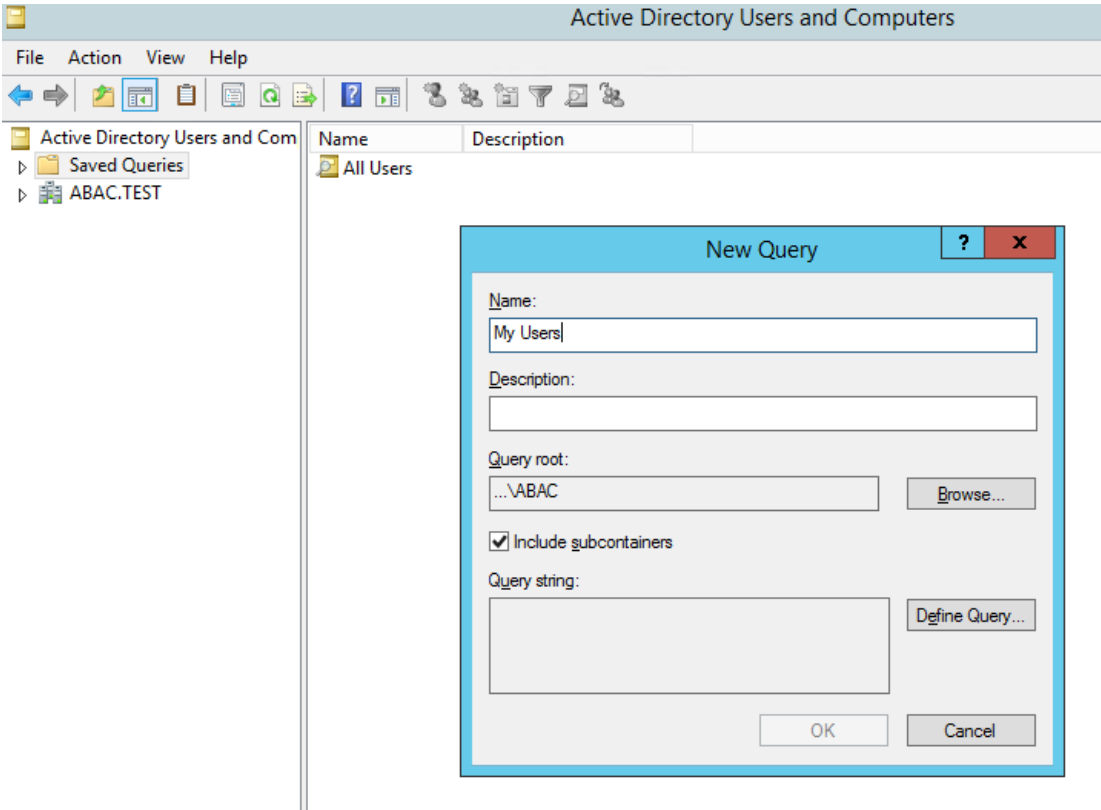 Active Directory Users and Computers
File Action View Help
Active Directory Users and Com
Saved Queries
ABAC.TEST
Name Description
All Users
New Query
?
x
Name:
My Users
Description:
Query root:
...\ABAC
Browse...
Include subcontainers
Query string:
Define Query...
OK
Cancel